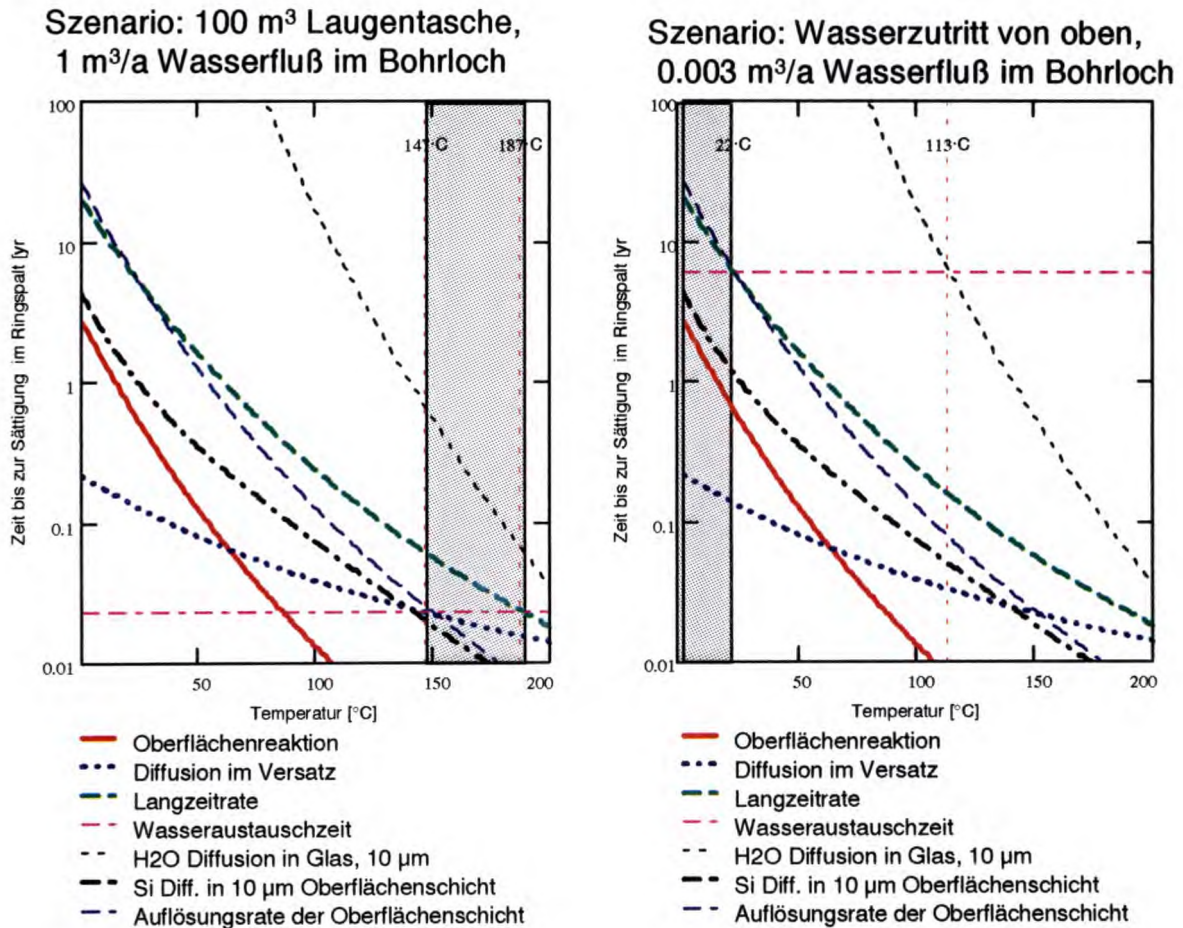 Szenario: 100 m³ Laugentasche,
1 m³/a Wasserfluß im Bohrloch
Zeit bis zur Sättigung im Ringspalt [yr
100
10
1
0.1
0.01
187·C
50
100
150
200
Temperatur [°C]
Oberflächenreaktion
Diffusion im Versatz
Langzeitrate
Wasseraustauschzeit
H2O Diffusion in Glas, 10 µm
Si Diff. in 10 µm Oberflächenschicht
Auflösungsrate der Oberflächenschicht
Szenario: Wasserzutritt von oben,
0.003 m³/a Wasserfluß im Bohrloch
Zeit bis zur Sättigung im Ringspalt [yr
100
10
1
0.1
0.01
22·C
113·C
50
100
150
200
Temperatur [°C]
Oberflächenreaktion
Diffusion im Versatz
Langzeitrate
Wasseraustauschzeit
H2O Diffusion in Glas, 10 µm
Si Diff. in 10 µm Oberflächenschicht
Auflösungsrate der Oberflächenschicht